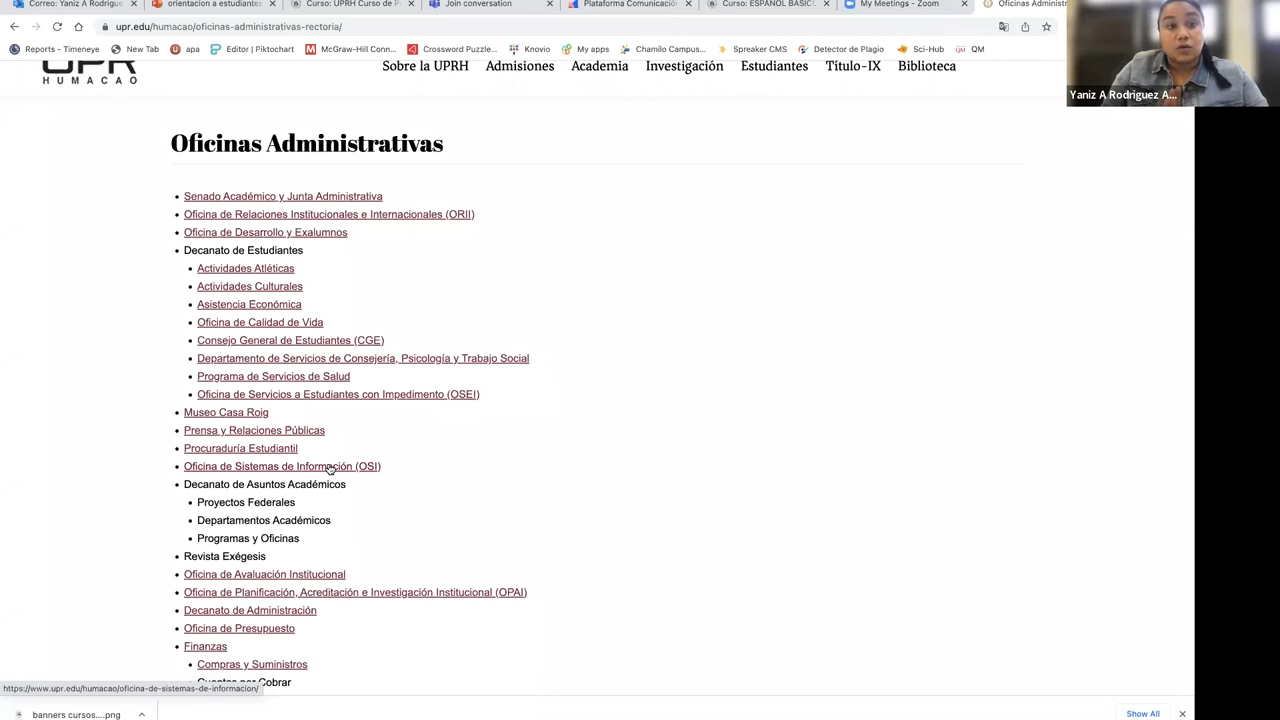 Correo: Yaniz A Rodrigue
orientacion a estudiantes
Curso: UPRH Curso de P
Join conversation
Plataforma Comunicació
Curso: ESPAÑOL BASICO
My Meetings - Zoom
Oficinas Administ
upr.edu/humacao/oficinas-administrativas-rectoria/
Reports - Timeneye
New Tab
apa
Editor | Piktochart
McGraw-Hill Conn...
Crossword Puzzle...
Knovio
My apps
Chamilo Campus...
Spreaker CMS
Detector de Plagio
Sci-Hub
QM
QM
Yaniz A Rodriguez A...
UPR
HUMACAO
Sobre la UPRH
Admisiones
Academia
Investigación
Estudiantes
Título-IX
Biblioteca
Oficinas Administrativas
Senado Académico y Junta Administrativa
Oficina de Relaciones Institucionales e Internacionales (ORII)
Oficina de Desarrollo y Exalumnos
Decanato de Estudiantes
Actividades Atléticas
Actividades Culturales
Asistencia Económica
Oficina de Calidad de Vida
Consejo General de Estudiantes (CGE)
Departamento de Servicios de Consejería, Psicología y Trabajo Social
Programa de Servicios de Salud
Oficina de Servicios a Estudiantes con Impedimento (OSEI)
Museo Casa Roig
Prensa y Relaciones Públicas
Procuraduría Estudiantil
Oficina de Sistemas de Información (OSI)
Decanato de Asuntos Académicos
Proyectos Federales
Departamentos Académicos
Programas y Oficinas
Revista Exégesis
Oficina de Avaluación Institucional
Oficina de Planificación, Acreditación e Investigación Institucional (OPAI)
Decanato de Administración
Oficina de Presupuesto
Finanzas
Compras y Suministros
Cuentas por Cobrar
https://www.upr.edu/humacao/oficina-de-sistemas-de-informacion/
banners cursos....png
Show All